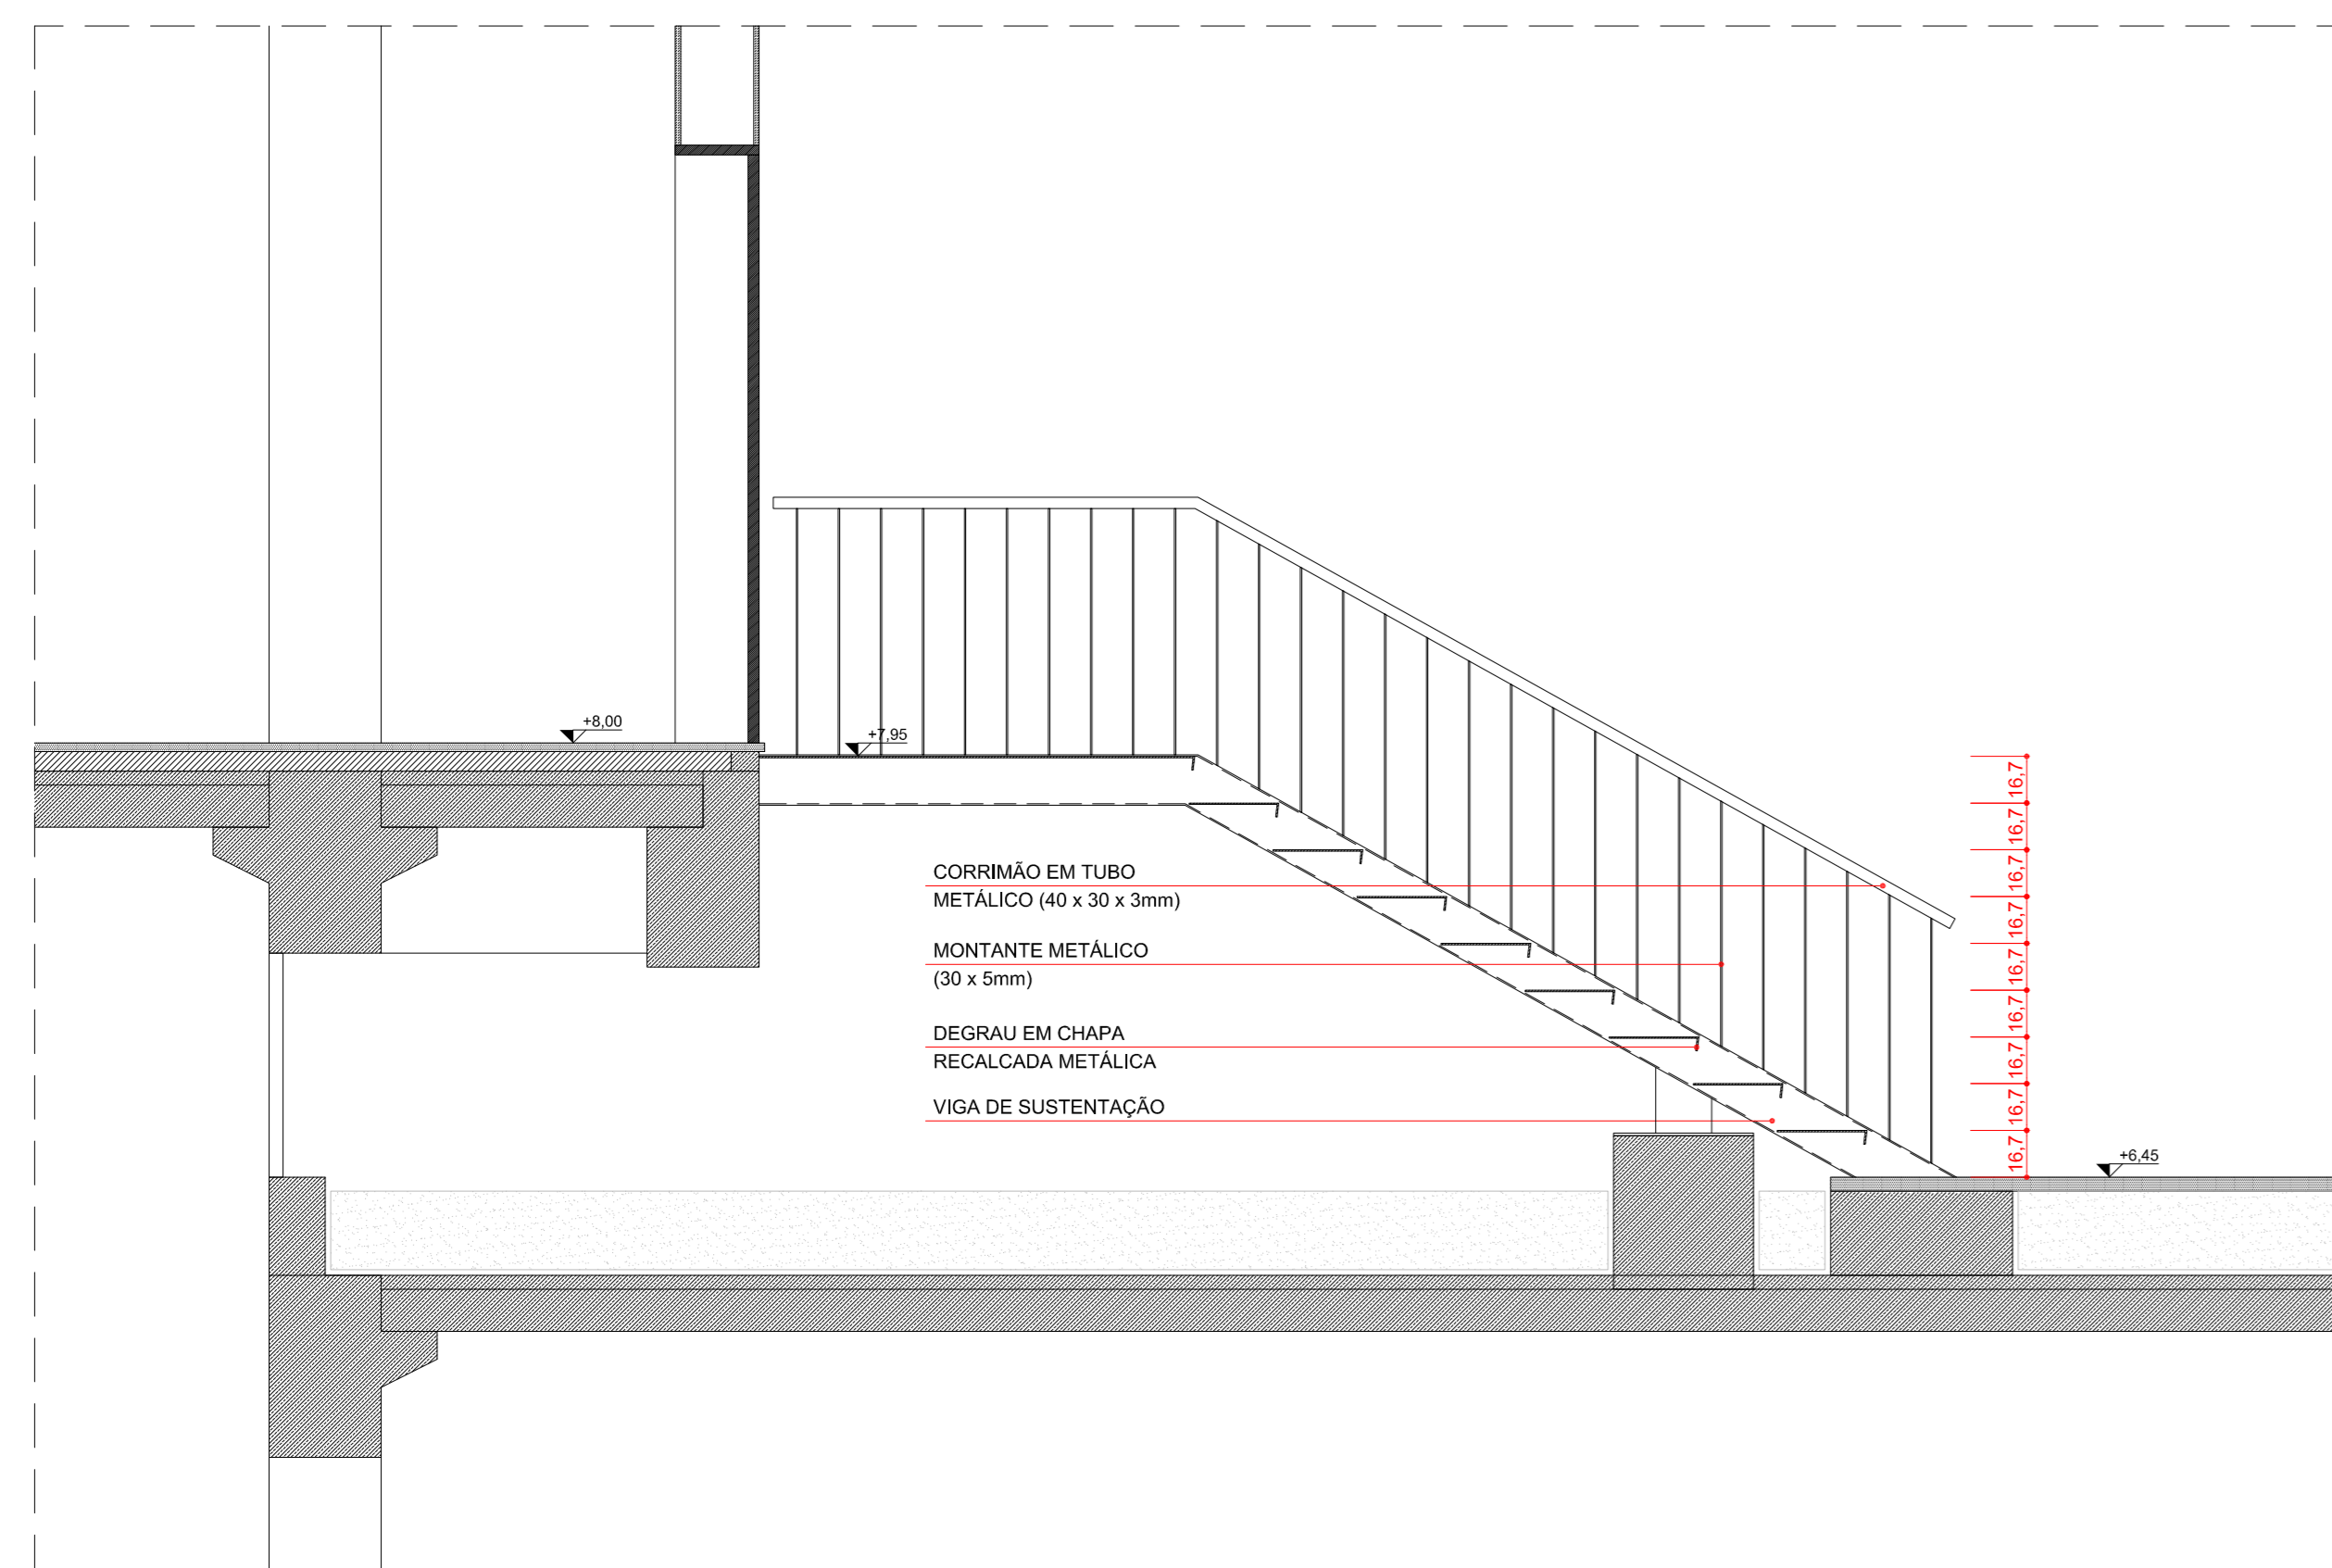 +8,00
+7,95
CORRIMÃO EM TUBO
METÁLICO (40 x 30 x 3mm)
MONTANTE METÁLICO
(30 x 5mm)
DEGRAU EM CHAPA
RECALCADA METÁLICA
VIGA DE SUSTENTAÇÃO
16,7
16,7
16,7
16,7
16,7
16,7
16,7
16,7
16,7
+6,45